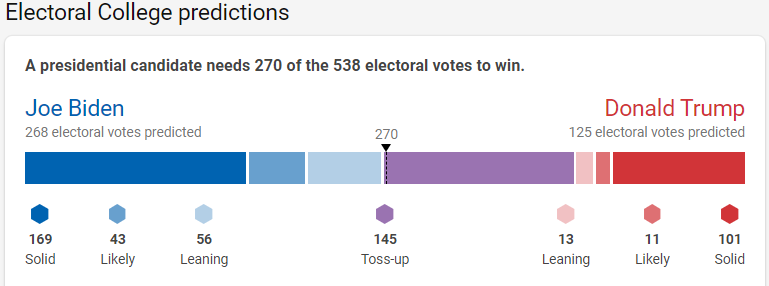 Electoral College predictions
A presidential candidate needs 270 of the 538 electoral votes to win.
Joe Biden Donald Trump
268 electoral votes predicted 270 125 electoral votes predicted
169 43 56 145 13 11 101
Solid Likely Leaning Toss-up Leaning Likely Solid